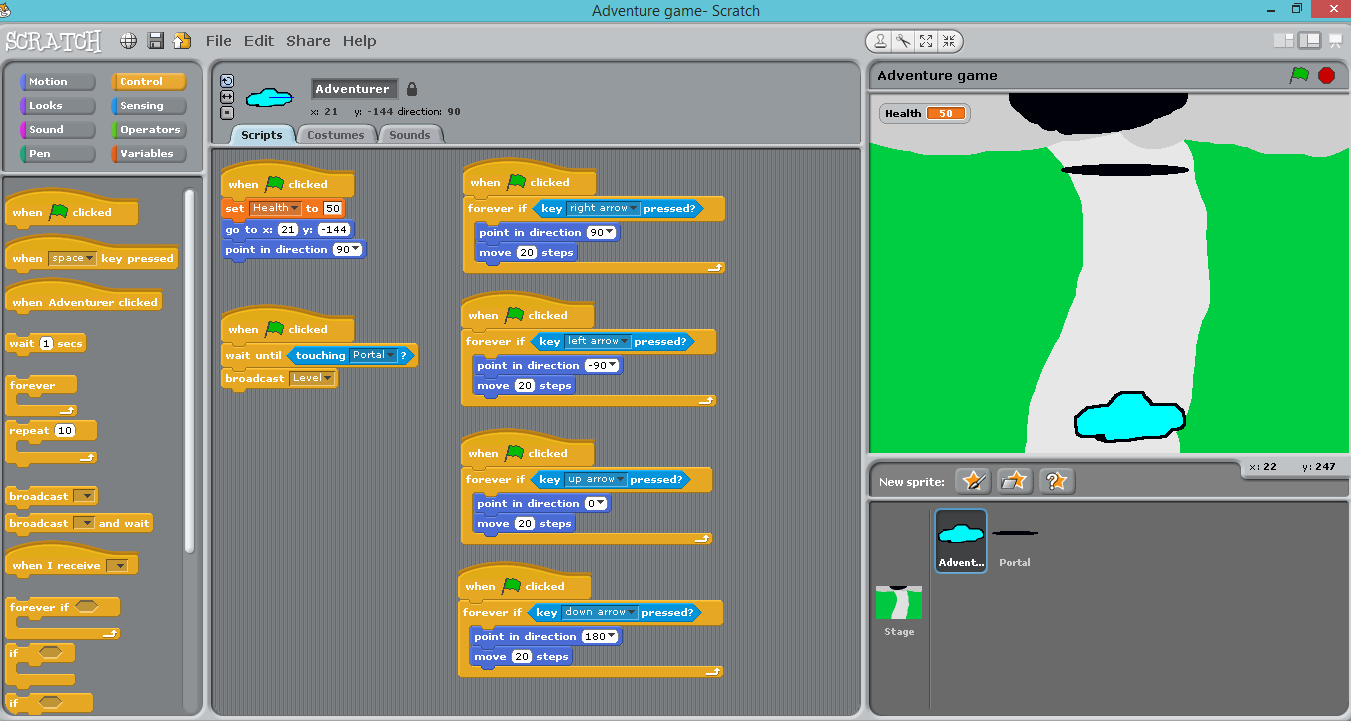 Adventure game- Scratch
SCRATCH File Edit Share Help
Motion Control
Looks Sensing
Sound Operators
Pen Variables
when clicked
when space key pressed
when Adventurer clicked
wait 1 secs
forever
repeat 10
broadcast
broadcast and wait
when I receive
forever if
if
if
Adventurer
x: 21 y: -144 direction: 90
Scripts Costumes Sounds
when clicked
set Health to 50
go to x: 21 y: -144
point in direction 90
when clicked
wait until touching Portal ?
broadcast Level
when clicked
forever if key right arrow pressed?
point in direction 90
move 20 steps
when clicked
forever if key left arrow pressed?
point in direction -90
move 20 steps
when clicked
forever if key up arrow pressed?
point in direction 0
move 20 steps
when clicked
forever if key down arrow pressed?
point in direction 180
move 20 steps
Adventure game
Health 50
x: 22 y: 247
New sprite:
Advent... Portal
Stage